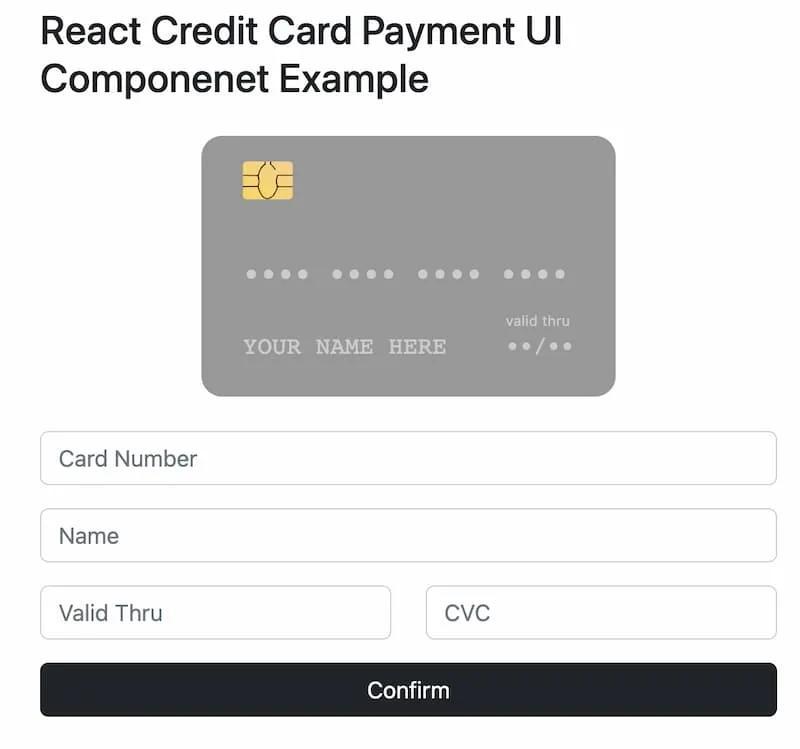 React Credit Card Payment UI
Componenet Example
•••• •••• •••• ••••
valid thru
YOUR NAME HERE ••/••
Card Number
Name
Valid Thru CVC
Confirm